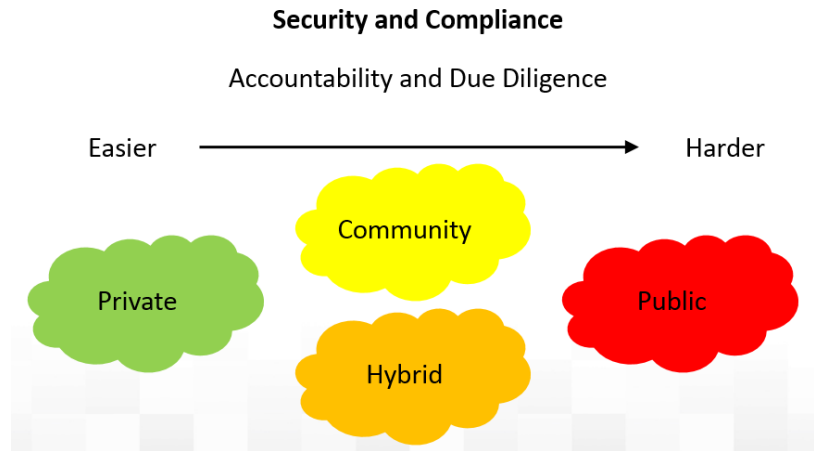 Security and Compliance
Accountability and Due Diligence
Easier Harder
Community
Private
Public
Hybrid